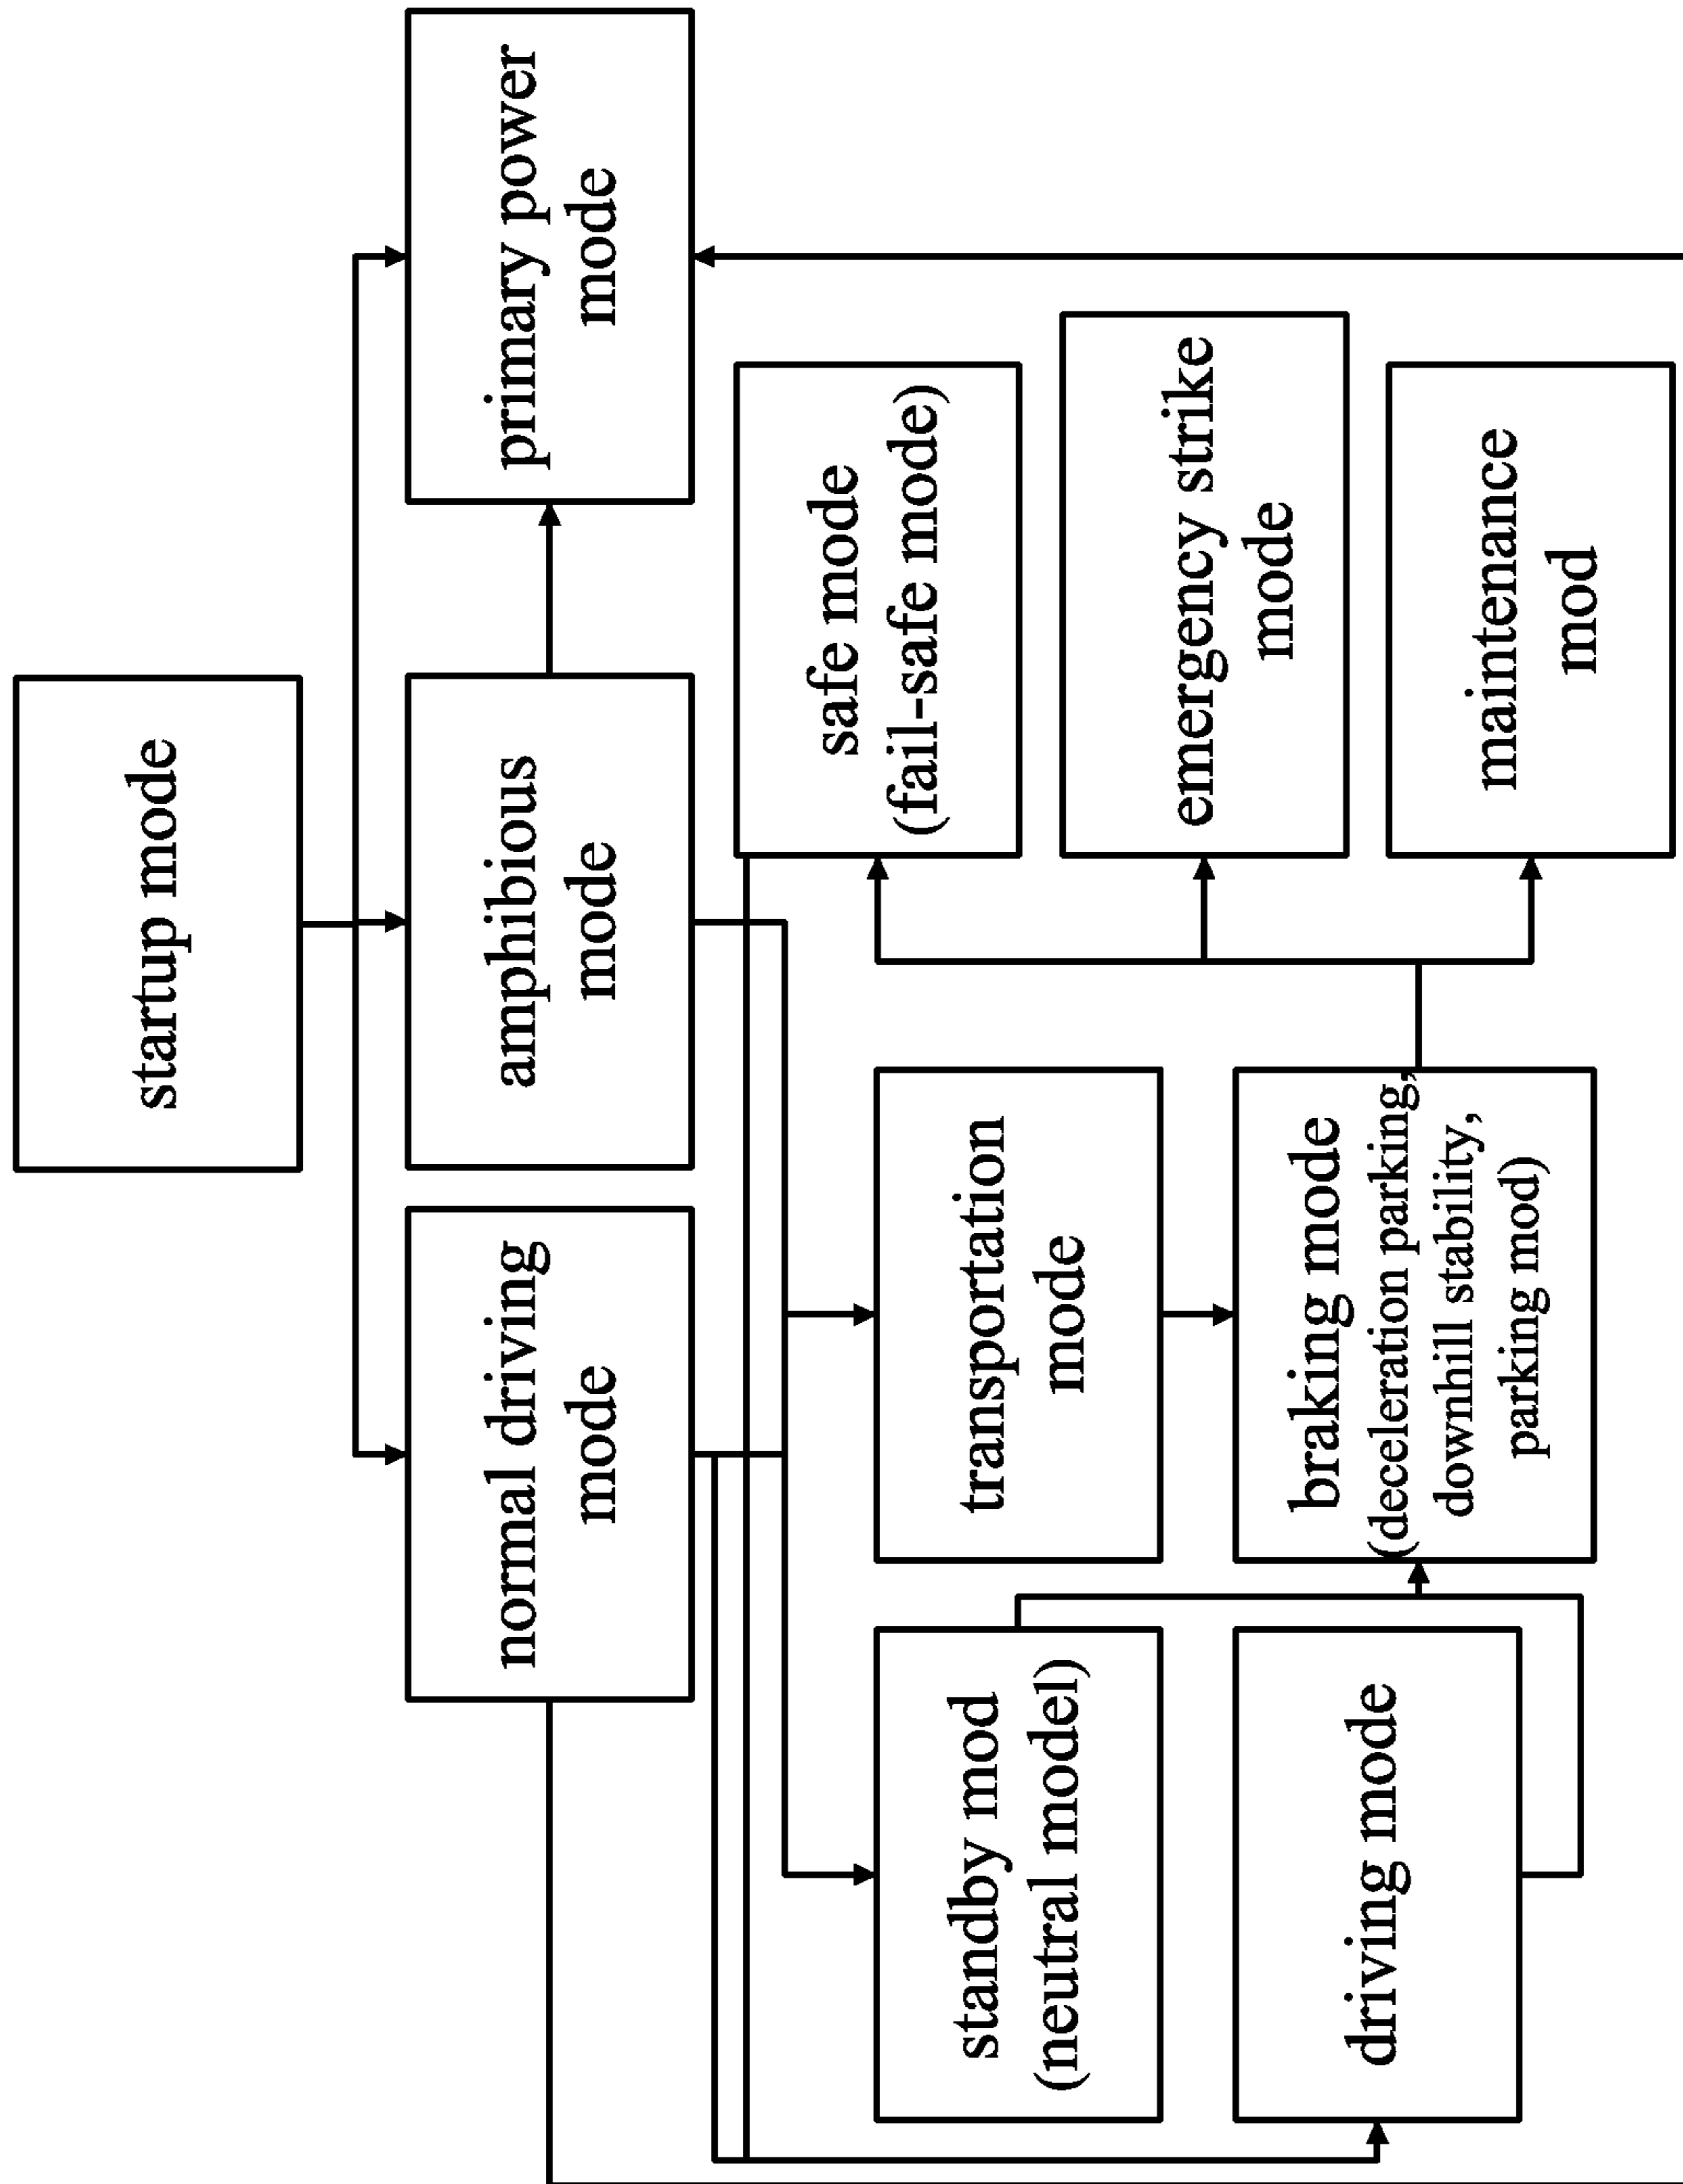 startup mode
normal driving
mode
amphibious
mode
primary power
mode
standby mod
(neutral model)
transportation
mode
safe mode
(fail-safe mode)
driving mode
braking mode
(deceleration parking,
downhill stability,
parking mod)
emergency strike
mode
maintenance
mod